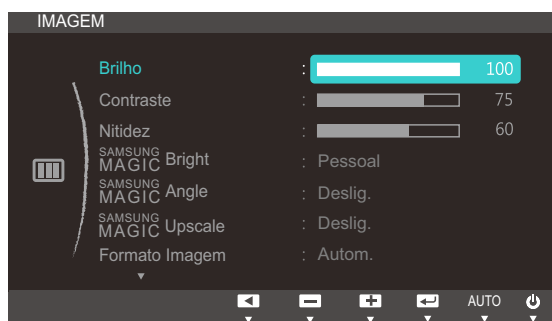 IMAGEM
Brilho : 100
Contraste : 75
Nitidez : 60
SAMSUNG MAGIC Bright : Pessoal
SAMSUNG MAGIC Angle : Deslig.
SAMSUNG MAGIC Upscale : Deslig.
Formato Imagem : Autom.
AUTO